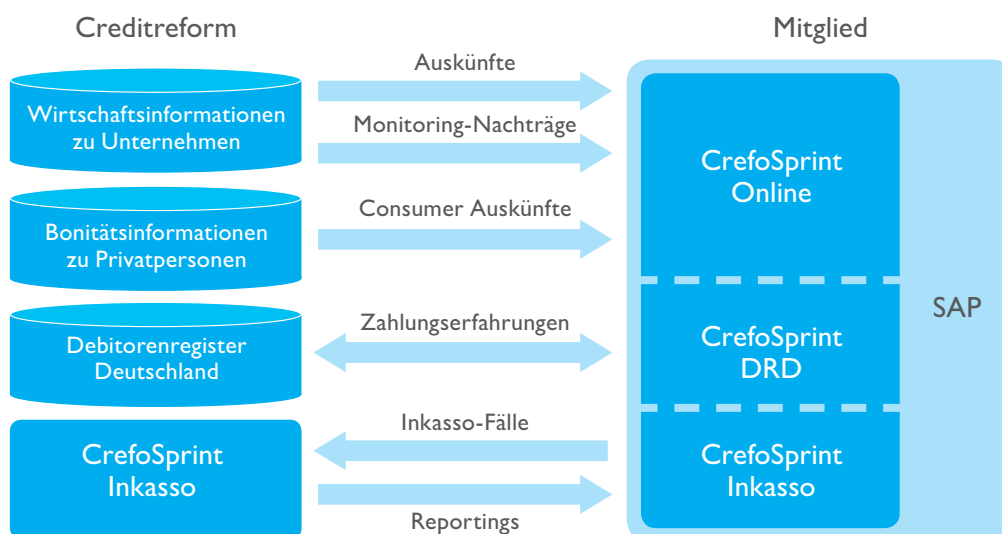 Creditreform
Mitglied
Wirtschaftsinformationen
zu Unternehmen
Auskünfte
Monitoring-Nachträge
CrefoSprint
Online
Bonitätsinformationen
zu Privatpersonen
Consumer Auskünfte
SAP
Debitorenregister
Deutschland
Zahlungserfahrungen
CrefoSprint
DRD
CrefoSprint
Inkasso
Inkasso-Fälle
Reportings
CrefoSprint
Inkasso